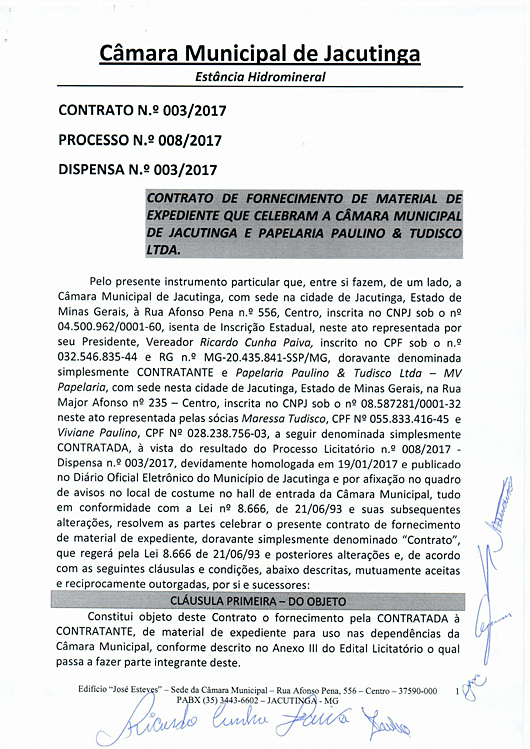 Câmara Municipal de Jacutinga
Estância Hidromineral
CONTRATO N.º 003/2017
PROCESSO N.º 008/2017
DISPENSA N.º 003/2017
CONTRATO DE FORNECIMENTO DE MATERIAL DE
EXPEDIENTE QUE CELEBRAM A CÂMARA MUNICIPAL
DE JACUTINGA E PAPELARIA PAULINO & TUDISCO
LTDA.
Pelo presente instrumento particular que, entre si fazem, de um lado, a
Câmara Municipal de Jacutinga, com sede na cidade de Jacutinga, Estado de
Minas Gerais, à Rua Afonso Pena n.º 556, Centro, inscrita no CNPJ sob o nº
04.500.962/0001-60, isenta de Inscrição Estadual, neste ato representada por
seu Presidente, Vereador Ricardo Cunha Paiva, inscrito no CPF sob o n.º
032.546.835-44 e RG n.º MG-20.435.841-SSP/MG, doravante denominada
simplesmente CONTRATANTE e Papelaria Paulino & Tudisco Ltda – MV
Papelaria, com sede nesta cidade de Jacutinga, Estado de Minas Gerais, na Rua
Major Afonso nº 235 – Centro, inscrita no CNPJ sob o nº 08.587281/0001-32
neste ato representada pelas sócias Maressa Tudisco, CPF Nº 055.833.416-45 e
Viviane Paulino, CPF Nº 028.238.756-03, a seguir denominada simplesmente
CONTRATADA, à vista do resultado do Processo Licitatório n.º 008/2017 -
Dispensa n.º 003/2017, devidamente homologada em 19/01/2017 e publicado
no Diário Oficial Eletrônico do Município de Jacutinga e por afixação no quadro
de avisos no local de costume no hall de entrada da Câmara Municipal, tudo
em conformidade com a Lei nº 8.666, de 21/06/93 e suas subsequentes
alterações, resolvem as partes celebrar o presente contrato de fornecimento
de material de expediente, doravante simplesmente denominado “Contrato”,
que regerá pela Lei 8.666 de 21/06/93 e posteriores alterações e, de acordo
com as seguintes cláusulas e condições, abaixo descritas, mutuamente aceitas
e reciprocamente outorgadas, por si e sucessores:
CLÁUSULA PRIMEIRA – DO OBJETO
Constitui objeto deste Contrato o fornecimento pela CONTRATADA à
CONTRATANTE, de material de expediente para uso nas dependências da
Câmara Municipal, conforme descrito no Anexo III do Edital Licitatório o qual
passa a fazer parte integrante deste.
Edifício “José Esteves” – Sede da Câmara Municipal – Rua Afonso Pena, 556 – Centro – 37590-000 1
PABX (35) 3443-6602 – JACUTINGA - MG
Ricardo Cunha Paiva